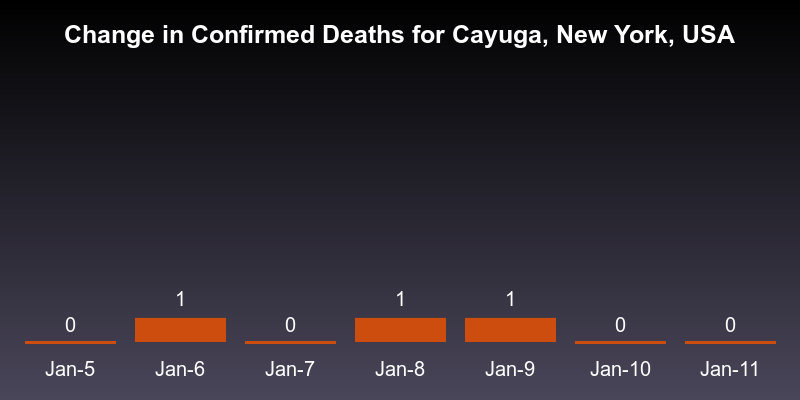 Change in Confirmed Deaths for Cayuga, New York, USA
0 1 0 1 1 0 0
Jan-5 Jan-6 Jan-7 Jan-8 Jan-9 Jan-10 Jan-11